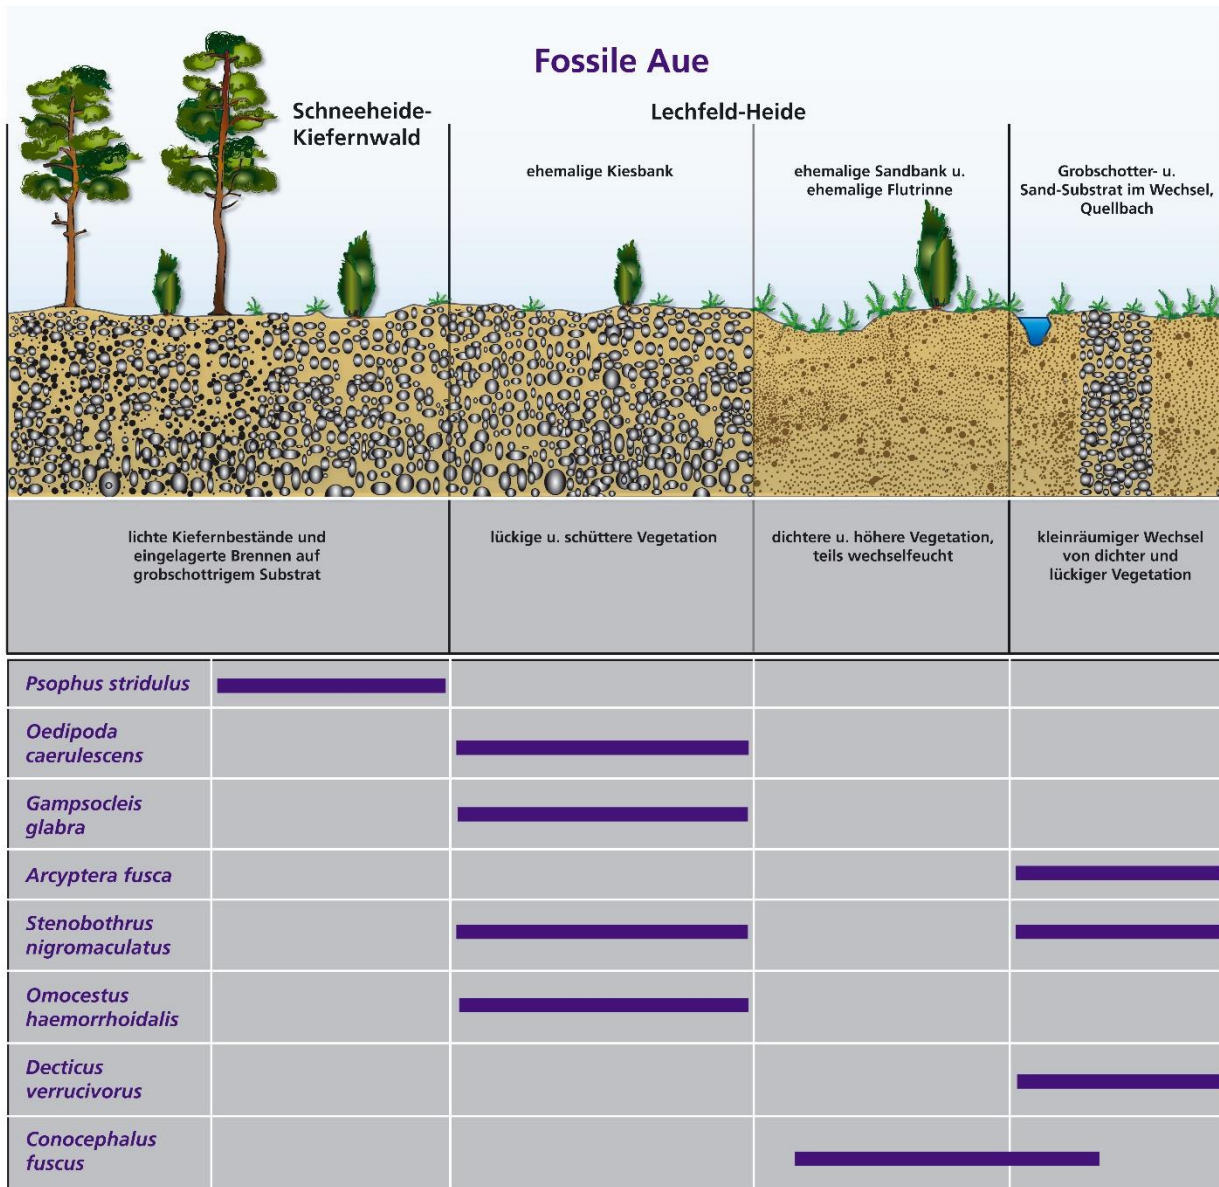 Fossile Aue
Schneeheide-
Kiefernwald
Lechfeld-Heide
ehemalige Kiesbank
ehemalige Sandbank u.
ehemalige Flutrinne
Grobschotter- u.
Sand-Substrat im Wechsel,
Quellbach
lichte Kiefernbestände und
eingelagerte Brennen auf
grobschottrigem Substrat
lückige u. schüttere Vegetation
dichtere u. höhere Vegetation,
teils wechselfeucht
kleinräumiger Wechsel
von dichter und
lückiger Vegetation
Psophus stridulus
Oedipoda
caerulescens
Gampsocleis
glabra
Arcyptera fusca
Stenobothrus
nigromaculatus
Omocestus
haemorrhoidalis
Decticus
verrucivorus
Conocephalus
fuscus